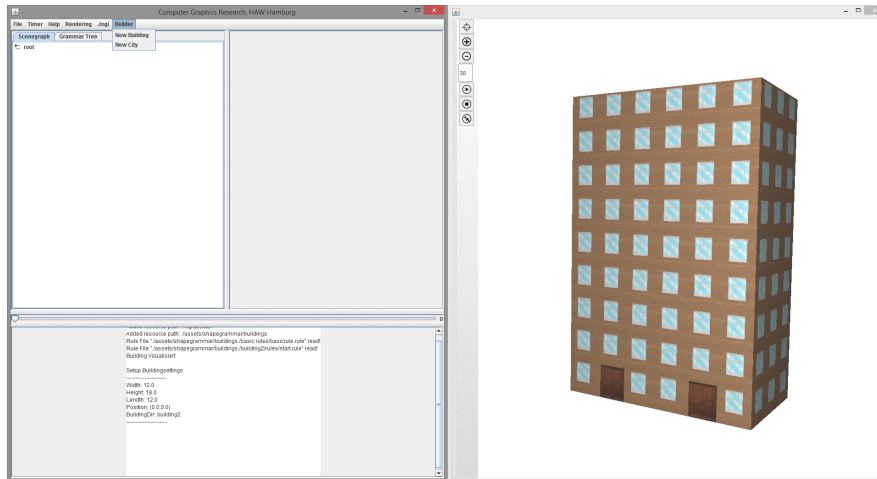 Computer Graphics Research, HAW Hamburg
File Timer Help Rendering Jogl Builder
New Building
New City
Scenegraph Grammar Tree
root
30
0
Added resource path: ./assets/shapegrammar/buildings
Rule File "./assets/shapegrammar/buildings./basic rules/basicrule.rule" read!
Rule File "./assets/shapegrammar/buildings./building2/rules/start.rule" read!
Building Vizualisiert
Setup Buildingsettings
--------------------
Width: 12.0
Height: 18.0
Length: 12.0
Position: (0.0,0.0)
BuildingDir: building2
--------------------